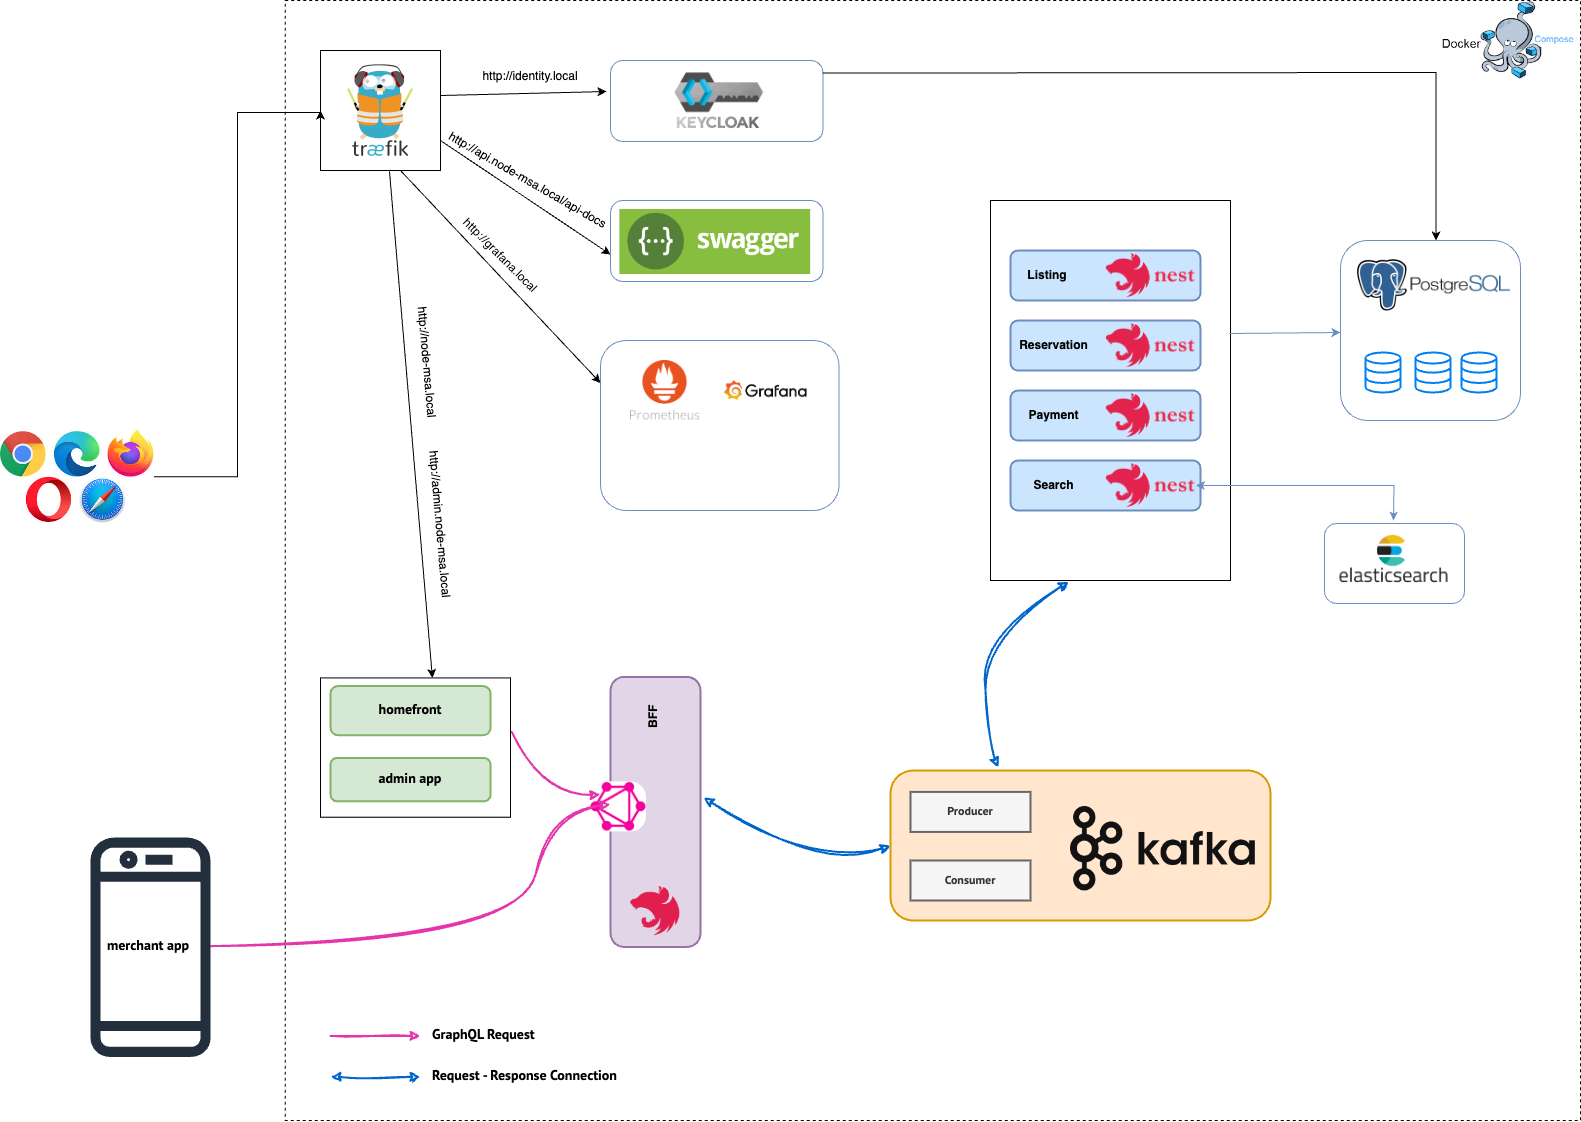 Docker
Compose
træfik
http://identity.local
KEYCLOAK
http://api.node-msa.local/api-docs
{...} swagger
http://grafana.local
Prometheus
Grafana
http://node-msa.local
http://admin.node-msa.local
Listing
nest
Reservation
nest
Payment
nest
Search
nest
PostgreSQL
elasticsearch
homefront
admin app
BFF
Producer
Consumer
kafka
merchant app
GraphQL Request
Request - Response Connection